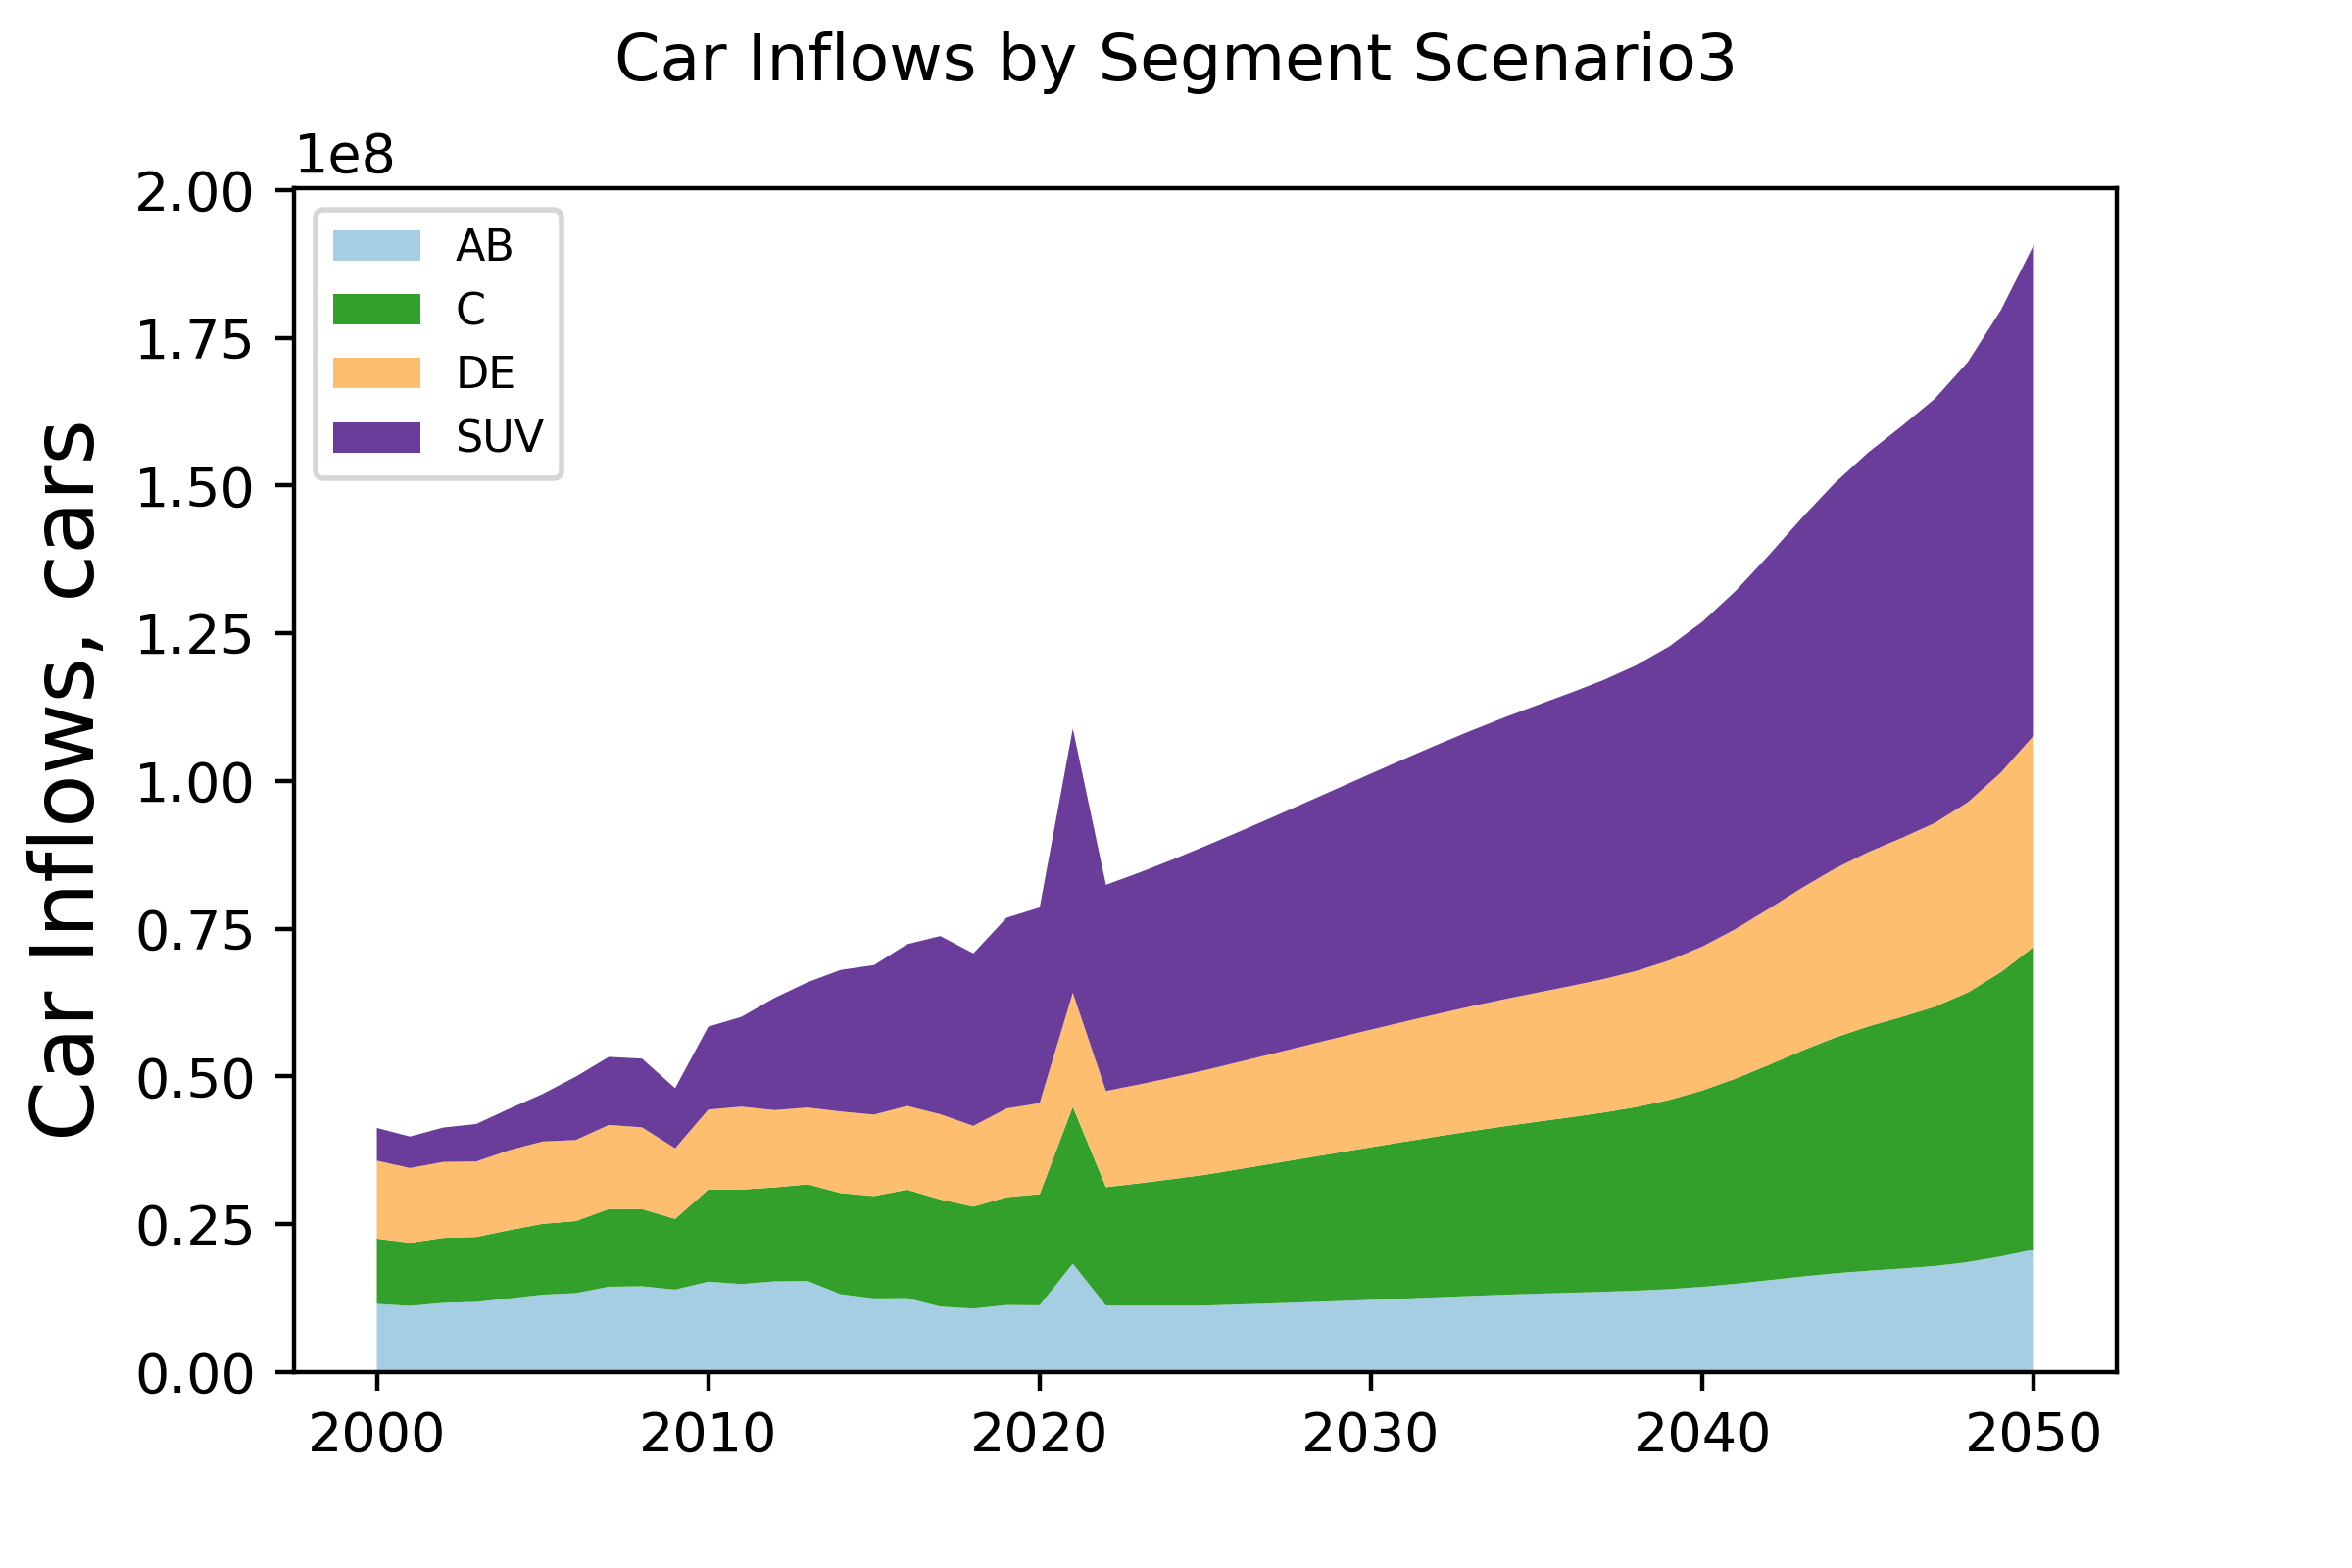 Car Inflows by Segment Scenario3
1e8
2.00
1.75
1.50
1.25
1.00
0.75
0.50
0.25
0.00
Car Inflows, cars
AB
C
DE
SUV
2000 2010 2020 2030 2040 2050